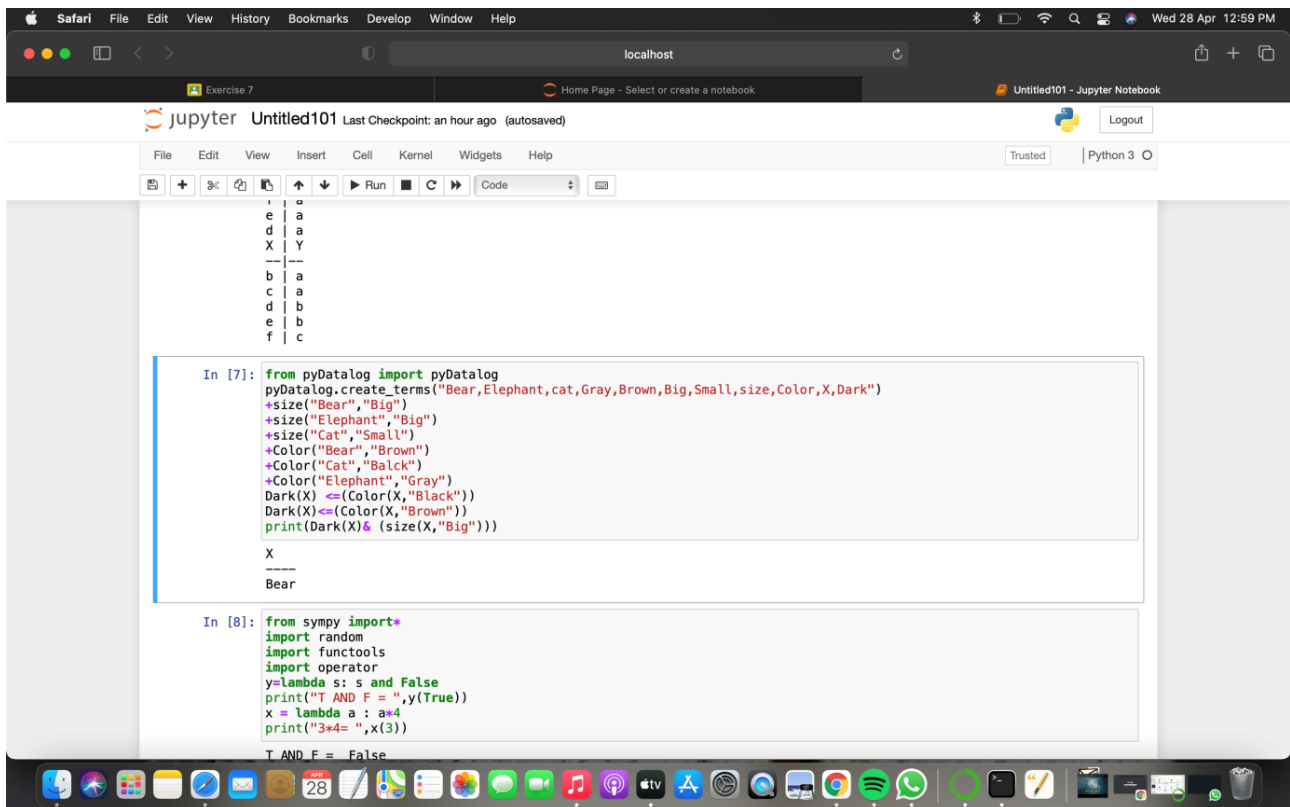 Safari File Edit View History Bookmarks Develop Window Help Wed 28 Apr 12:59 PM
localhost
Exercise 7 Home Page - Select or create a notebook Untitled101 - Jupyter Notebook
jupyter Untitled101 Last Checkpoint: an hour ago (autosaved) Logout
File Edit View Insert Cell Kernel Widgets Help Trusted Python 3
Run Code
e | a
d | a
X | Y
--|--
b | a
c | a
d | b
e | b
f | c
In [7]: from pyDatalog import pyDatalog
pyDatalog.create_terms("Bear,Elephant,cat,Gray,Brown,Big,Small,size,Color,X,Dark")
+size("Bear","Big")
+size("Elephant","Big")
+size("Cat","Small")
+Color("Bear","Brown")
+Color("Cat","Balck")
+Color("Elephant","Gray")
Dark(X) <=(Color(X,"Black"))
Dark(X)<=(Color(X,"Brown"))
print(Dark(X)& (size(X,"Big")))
X
----
Bear
In [8]: from sympy import*
import random
import functools
import operator
y=lambda s: s and False
print("T AND F = ",y(True))
x = lambda a : a*4
print("3*4= ",x(3))
T AND F =  False
APR
28
tv